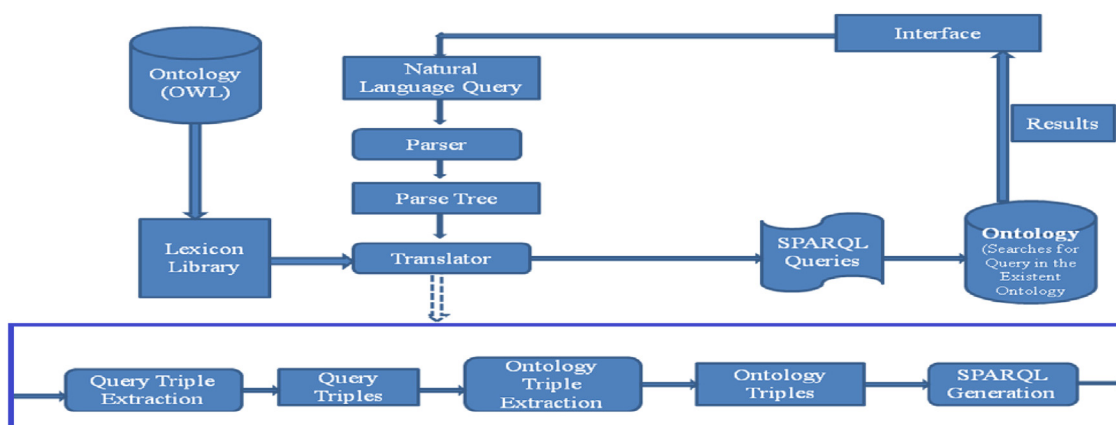 Interface
Natural
Language Query
Ontology
(OWL)
Results
Parser
Parse Tree
Lexicon
Library
Translator
SPARQL
Queries
Ontology
(Searches for
Query in the
Existent
Ontology
Query Triple
Extraction
Query
Triples
Ontology
Triple
Extraction
Ontology
Triples
SPARQL
Generation